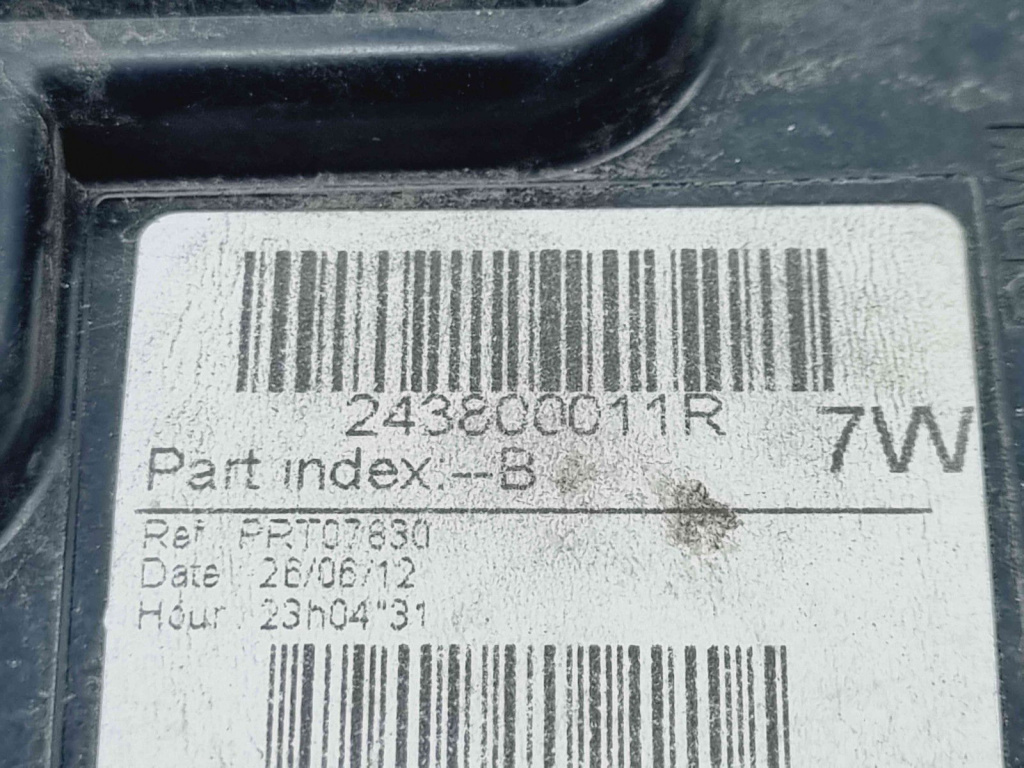 243800011R
7W
Part index:--B
Ref : PRT07830
Date : 26/06/12
Hour : 23h04"31